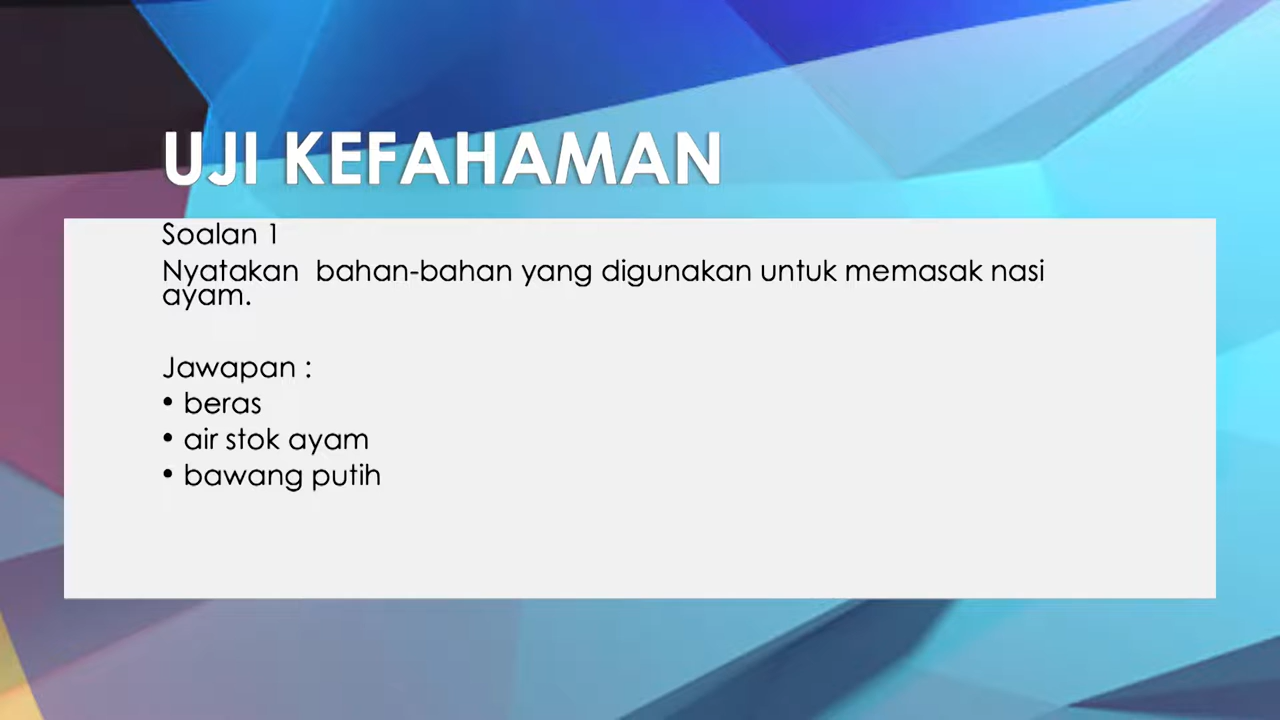 UJI KEFAHAMAN
Soalan 1
Nyatakan bahan-bahan yang digunakan untuk memasak nasi
ayam.
Jawapan :
• beras
• air stok ayam
• bawang putih